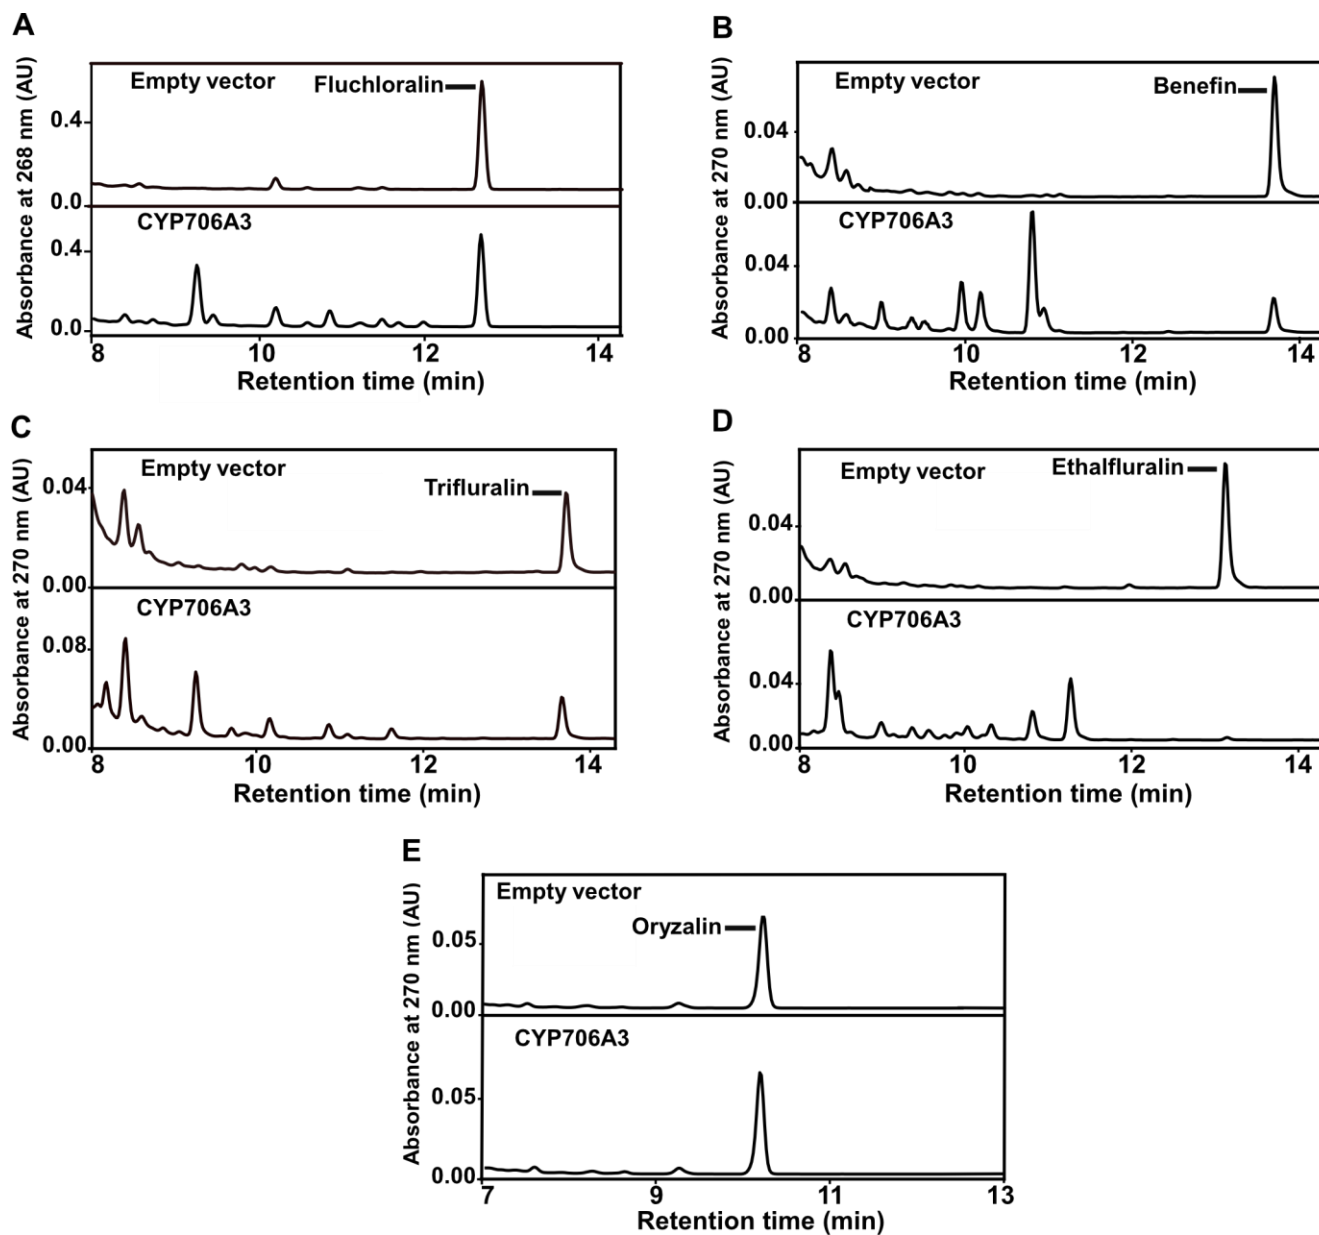 A
Absorbance at 268 nm (AU)
Empty vector
Fluchloralin
0.4
0.0
CYP706A3
0.4
0.0
8 10 12 14
Retention time (min)
B
Absorbance at 270 nm (AU)
Empty vector
Benefin
0.04
0.00
CYP706A3
0.04
0.00
8 10 12 14
Retention time (min)
C
Absorbance at 270 nm (AU)
Empty vector
Trifluralin
0.04
0.00
CYP706A3
0.08
0.00
8 10 12 14
Retention time (min)
D
Absorbance at 270 nm (AU)
Empty vector
Ethalfluralin
0.04
0.00
CYP706A3
0.04
0.00
8 10 12 14
Retention time (min)
E
Absorbance at 270 nm (AU)
Empty vector
Oryzalin
0.05
0.00
CYP706A3
0.05
0.00
7 9 11 13
Retention time (min)